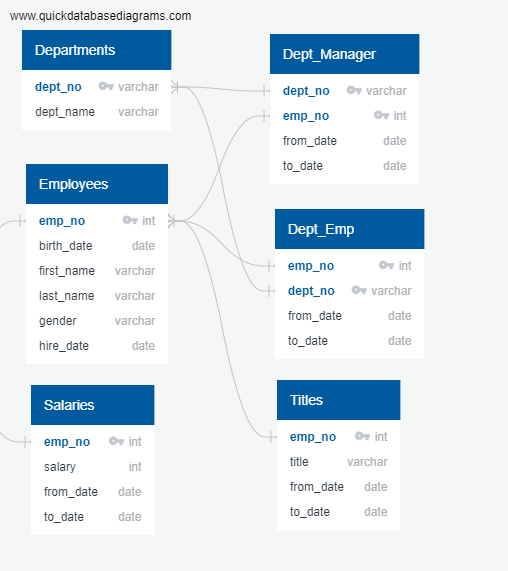 www.quickdatabasediagrams.com
Departments
dept_no varchar
dept_name varchar
Dept_Manager
dept_no varchar
emp_no int
from_date date
to_date date
Employees
emp_no int
birth_date date
first_name varchar
last_name varchar
gender varchar
hire_date date
Dept_Emp
emp_no int
dept_no varchar
from_date date
to_date date
Salaries
emp_no int
salary int
from_date date
to_date date
Titles
emp_no int
title varchar
from_date date
to_date date